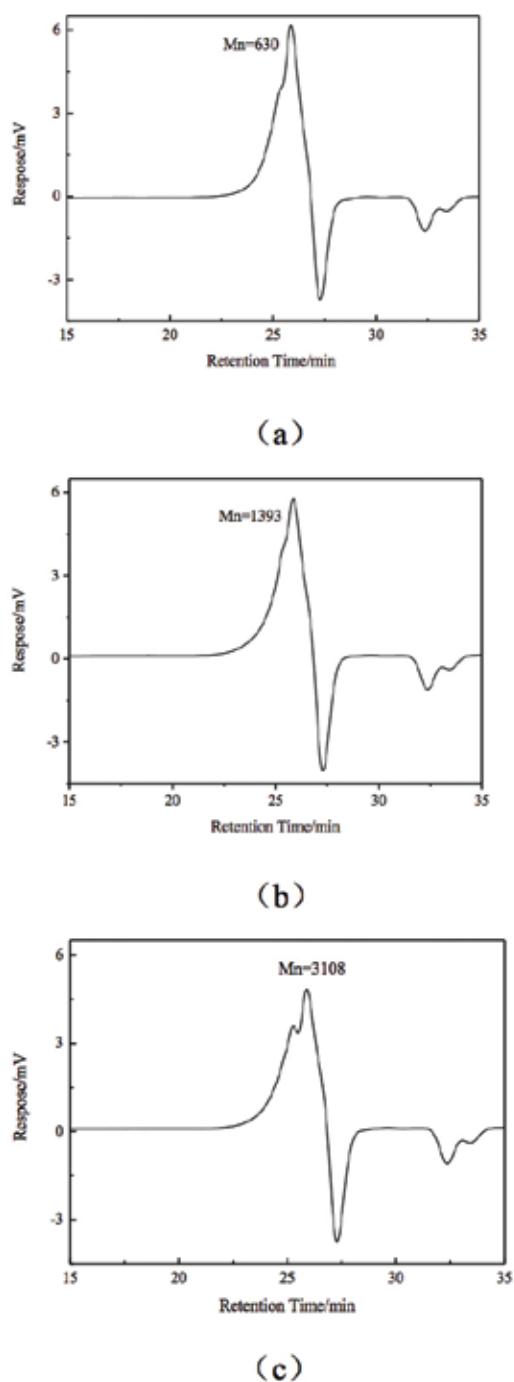 6
3
0
-3
Respose/mV
Mn=630
15
20
25
30
35
Retention Time/min
(a)
6
3
0
-3
Respose/mV
Mn=1393
15
20
25
30
35
Retention Time/min
(b)
6
3
0
-3
Respose/mV
Mn=3108
15
20
25
30
35
Retention Time/min
(c)